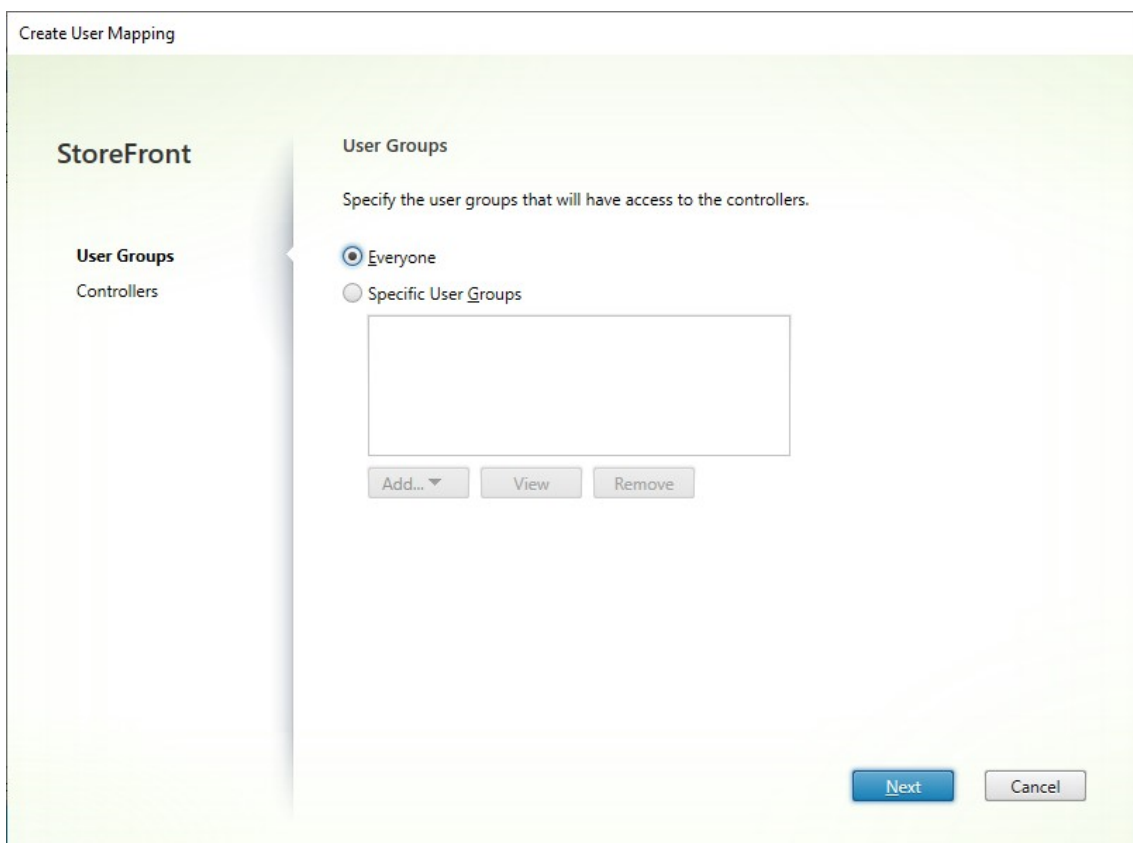 Create User Mapping
StoreFront
User Groups
Controllers
User Groups
Specify the user groups that will have access to the controllers.
Everyone
Specific User Groups
Add...
View
Remove
Next
Cancel